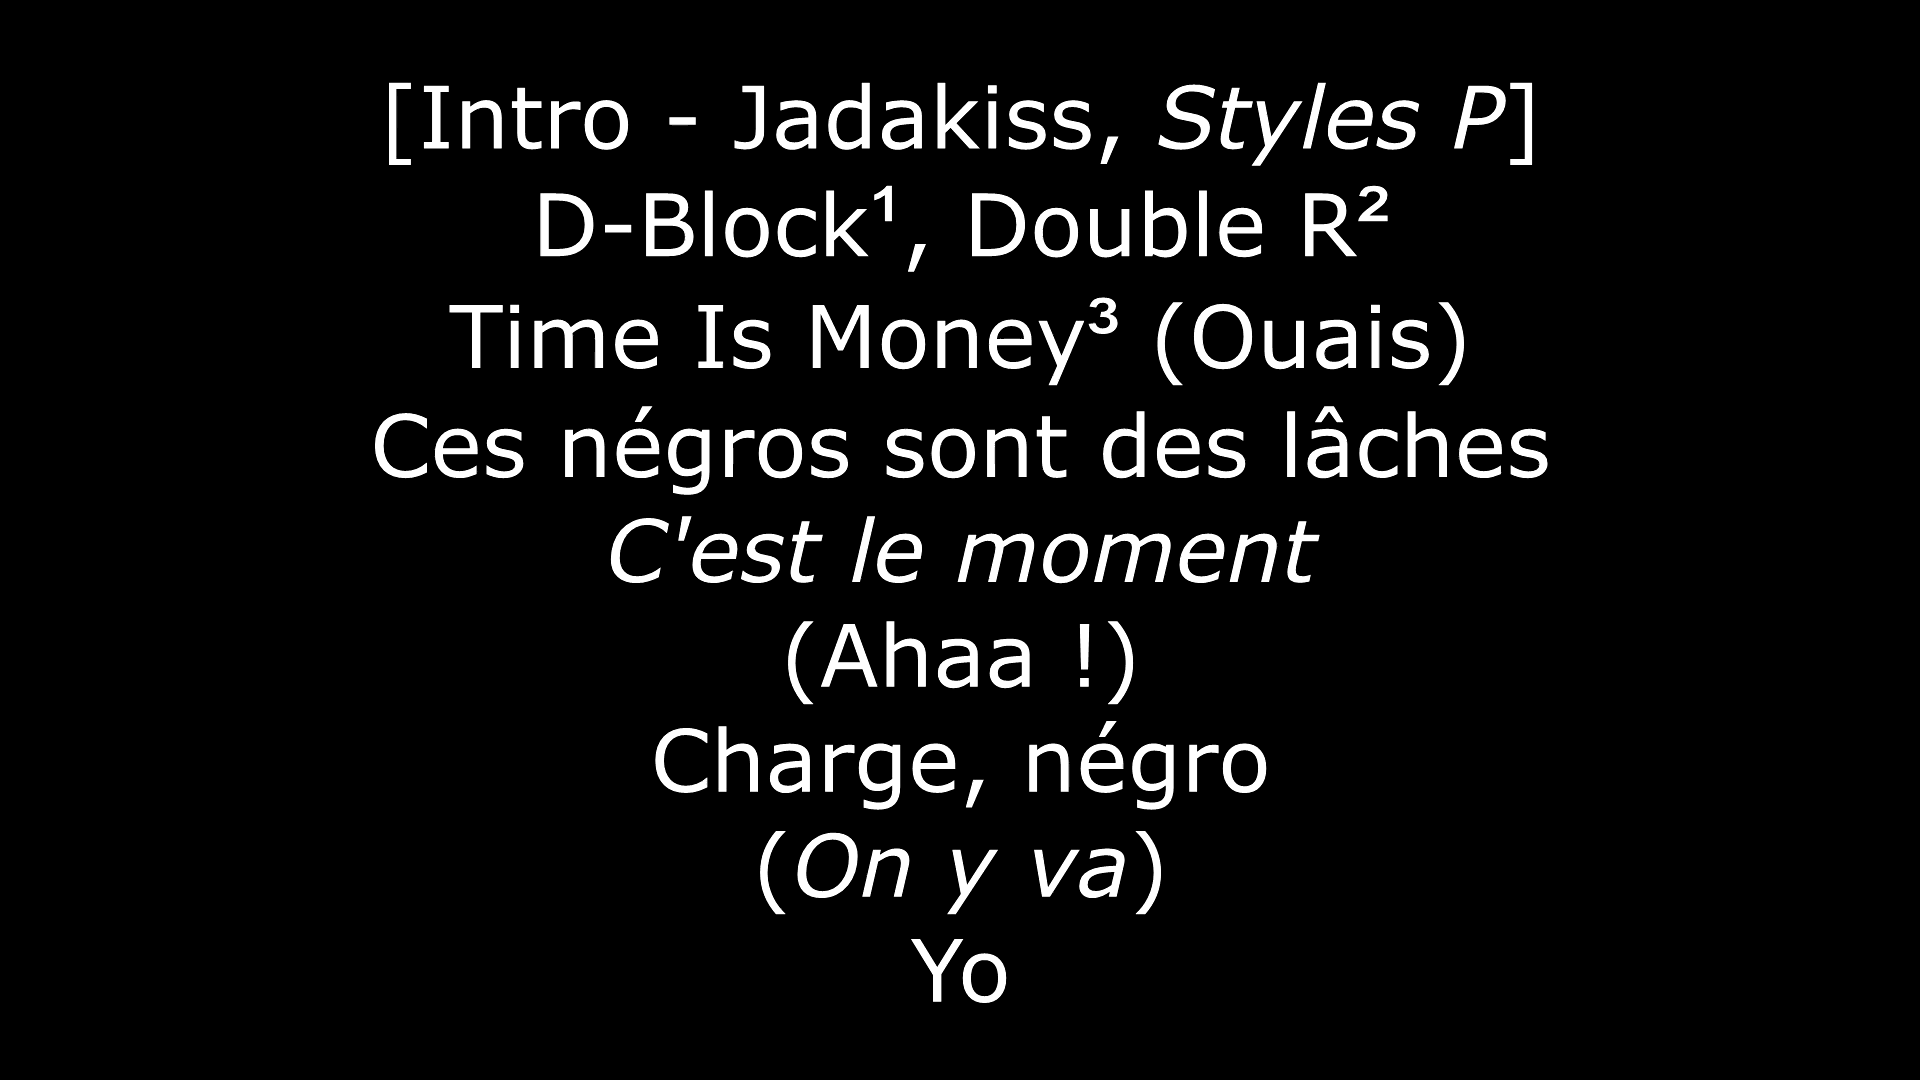 [Intro - Jadakiss, Styles P]
D-Block¹, Double R²
Time Is Money³ (Ouais)
Ces négros sont des lâches
C'est le moment
(Ahaa !)
Charge, négro
(On y va)
Yo